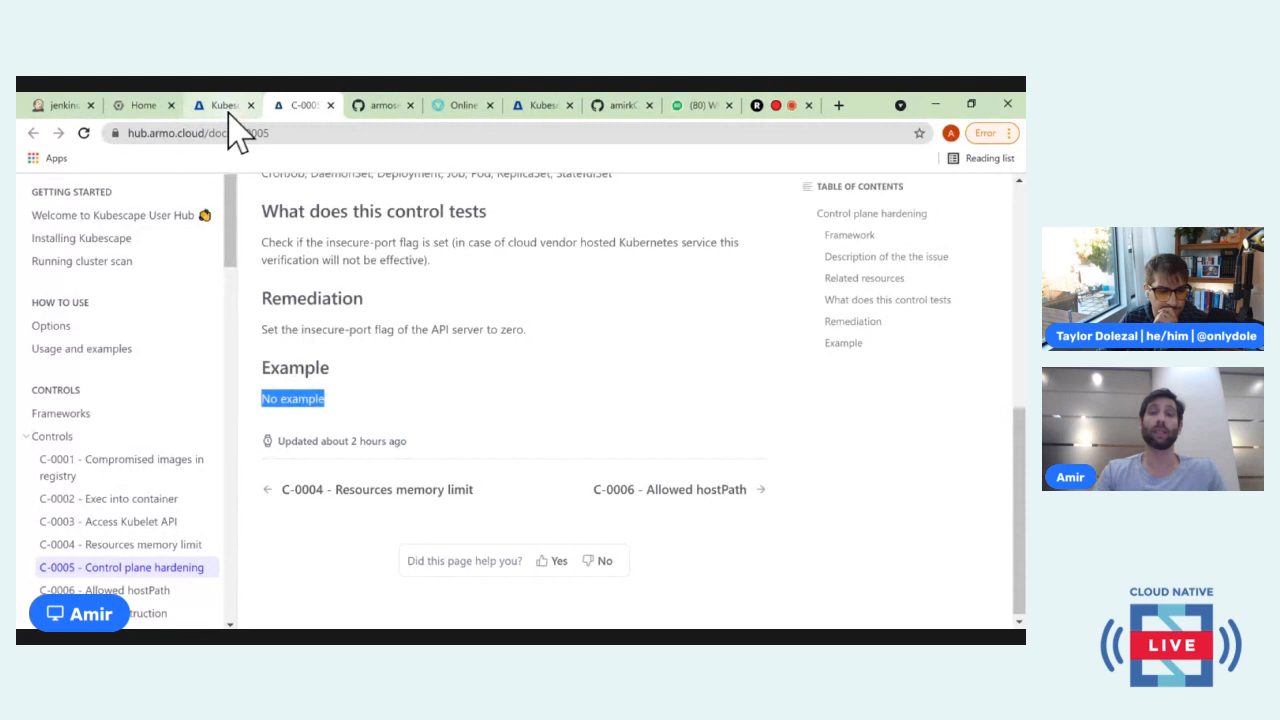 jenkins
Home
Kubes
C-000
armose
Online
Kubes
amirk
(80) W
hub.armo.cloud/doc 0005
Error
Apps
Reading list
GETTING STARTED
Welcome to Kubescape User Hub
Installing Kubescape
Running cluster scan
HOW TO USE
Options
Usage and examples
CONTROLS
Frameworks
Controls
C-0001 - Compromised images in
registry
C-0002 - Exec into container
C-0003 - Access Kubelet API
C-0004 - Resources memory limit
C-0005 - Control plane hardening
C-0006 - Allowed hostPath
truction
CronJob, DaemonSet, Deployment, Job, Pod, ReplicaSet, StatefulSet
What does this control tests
Check if the insecure-port flag is set (in case of cloud vendor hosted Kubernetes service this
verification will not be effective).
Remediation
Set the insecure-port flag of the API server to zero.
Example
No example
Updated about 2 hours ago
C-0004 - Resources memory limit
C-0006 - Allowed hostPath
Did this page help you? Yes No
TABLE OF CONTENTS
Control plane hardening
Framework
Description of the the issue
Related resources
What does this control tests
Remediation
Example
Amir
Taylor Dolezal | he/him | @onlydole
Amir
CLOUD NATIVE
LIVE